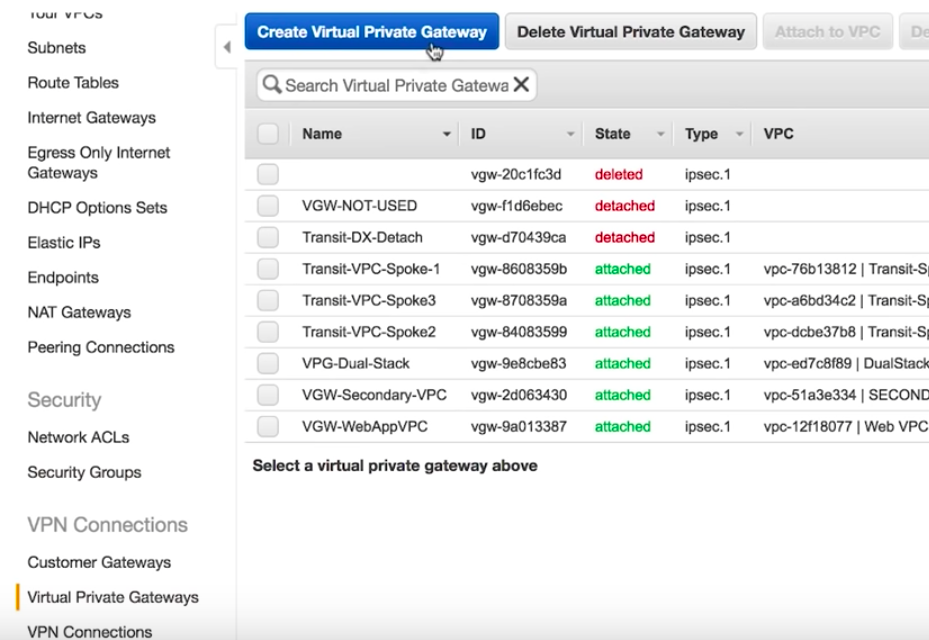 Your VPCs
Subnets
Route Tables
Internet Gateways
Egress Only Internet
Gateways
DHCP Options Sets
Elastic IPs
Endpoints
NAT Gateways
Peering Connections
Security
Network ACLs
Security Groups
VPN Connections
Customer Gateways
Virtual Private Gateways
VPN Connections
Create Virtual Private Gateway Delete Virtual Private Gateway Attach to VPC De
Search Virtual Private Gatewa
Name ID State Type VPC
vgw-20c1fc3d deleted ipsec.1
VGW-NOT-USED vgw-f1d6ebec detached ipsec.1
Transit-DX-Detach vgw-d70439ca detached ipsec.1
Transit-VPC-Spoke-1 vgw-8608359b attached ipsec.1 vpc-76b13812 | Transit-Sp
Transit-VPC-Spoke3 vgw-8708359a attached ipsec.1 vpc-a6bd34c2 | Transit-Sp
Transit-VPC-Spoke2 vgw-84083599 attached ipsec.1 vpc-dcbe37b8 | Transit-Sp
VPG-Dual-Stack vgw-9e8cbe83 attached ipsec.1 vpc-ed7c8f89 | DualStack
VGW-Secondary-VPC vgw-2d063430 attached ipsec.1 vpc-51a3e334 | SECOND
VGW-WebAppVPC vgw-9a013387 attached ipsec.1 vpc-12f18077 | Web VPC
Select a virtual private gateway above